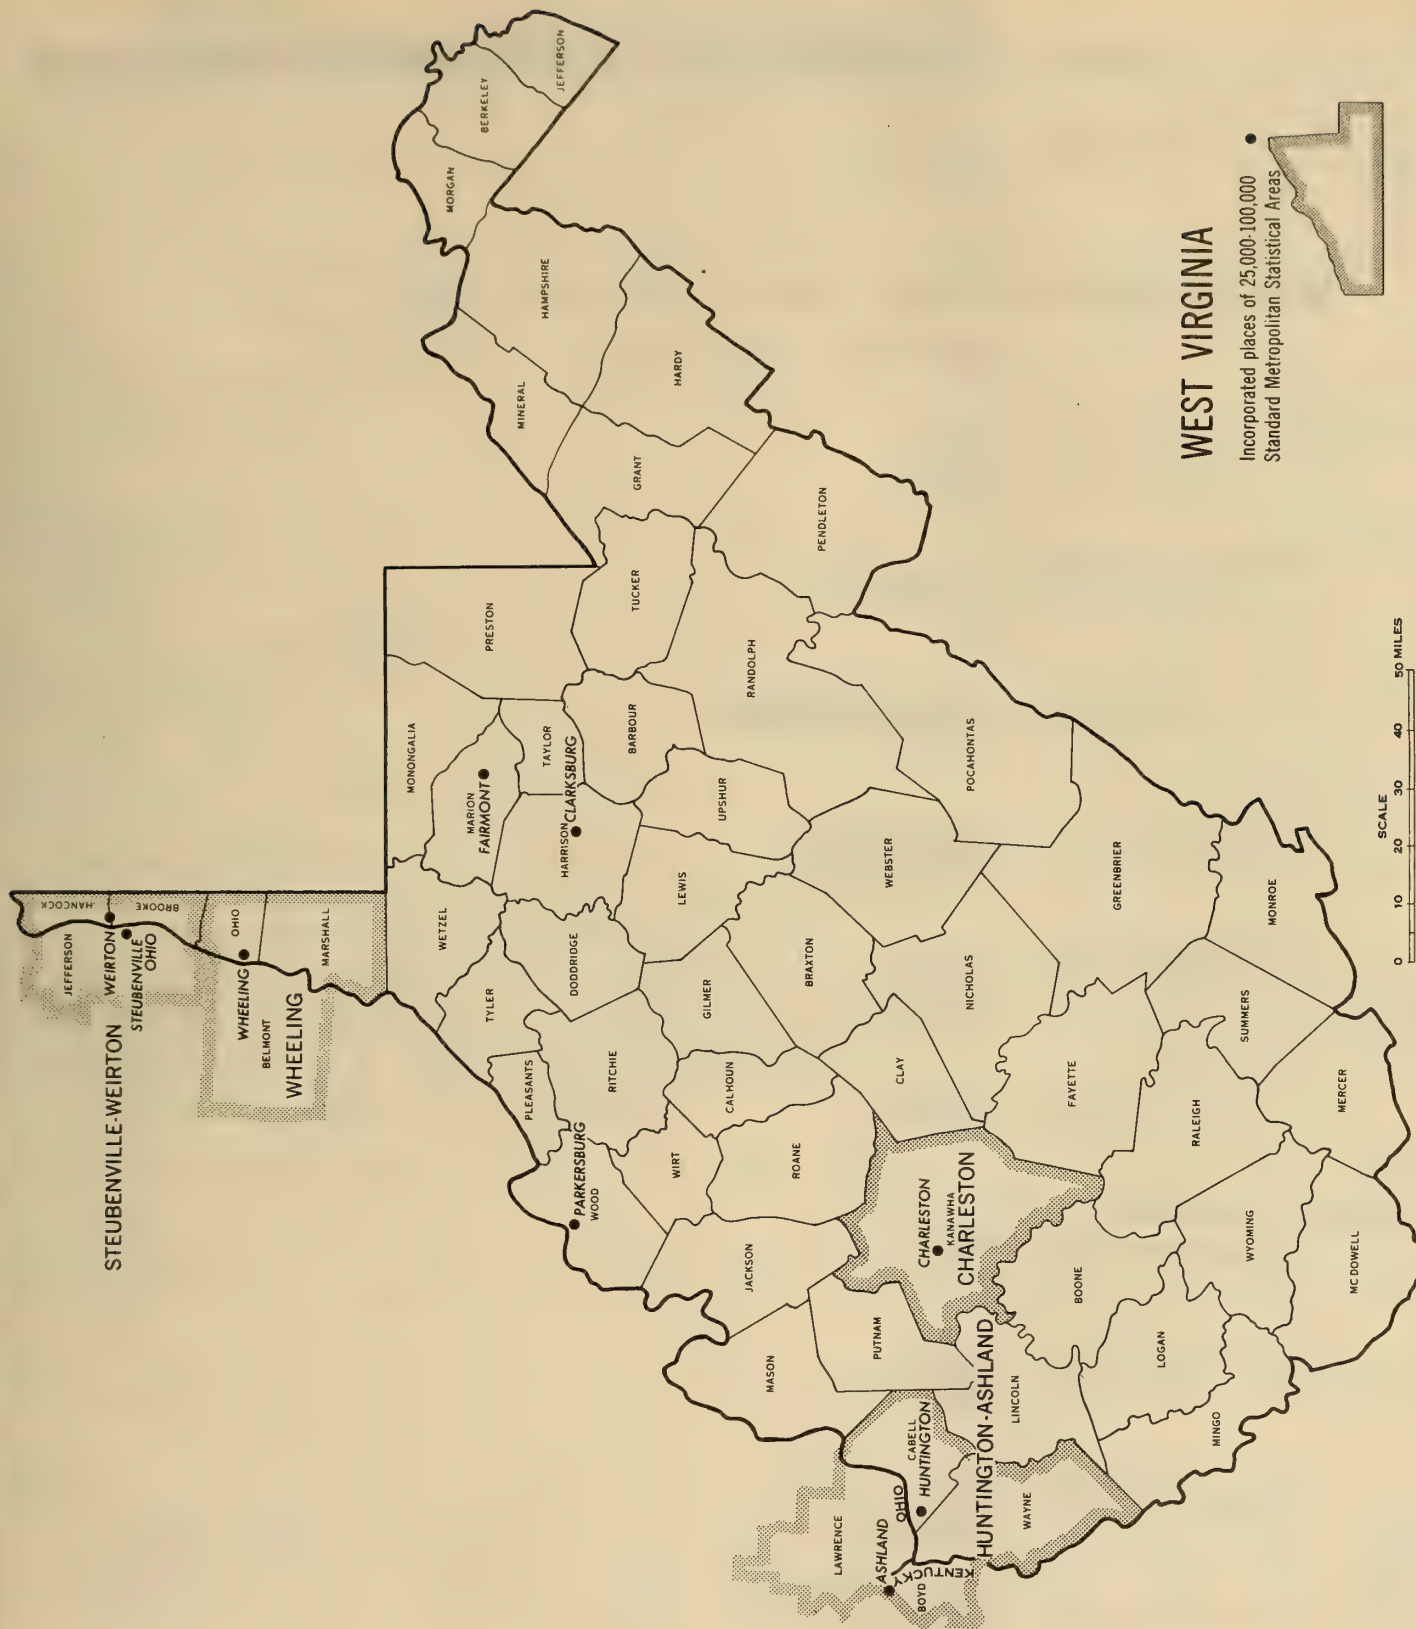 WEST VIRGINIA
Incorporated places of 25,000-100,000
Standard Metropolitan Statistical Areas
STEUBENVILLE-WEIRTON
JEFFERSON
HANCOCK
WEIRTON
BROOKE
STEUBENVILLE
OHIO
WHEELING
OHIO
BELMONT
WHEELING
MARSHALL
WETZEL
MONONGALIA
MARION
FAIRMONT
PRESTON
TYLER
PLEASANTS
DODDRIDGE
HARRISON
CLARKSBURG
TAYLOR
BARBOUR
TUCKER
GRANT
MINERAL
HAMPSHIRE
HARDY
MORGAN
BERKELEY
JEFFERSON
PENDLETON
RANDOLPH
UPSHUR
LEWIS
GILMER
RITCHIE
PARKERSBURG
WOOD
WIRT
CALHOUN
ROANE
JACKSON
MASON
PUTNAM
CHARLESTON
KANAWHA
CHARLESTON
CLAY
BRAXTON
WEBSTER
POCAHONTAS
NICHOLAS
GREENBRIER
FAYETTE
MONROE
SUMMERS
RALEIGH
MERCER
WYOMING
MC DOWELL
BOONE
LOGAN
MINGO
LINCOLN
HUNTINGTON-ASHLAND
CABELL
HUNTINGTON
OHIO
LAWRENCE
ASHLAND
KENTUCKY
BOYD
WAYNE
SCALE
0 10 20 30 40 50 MILES